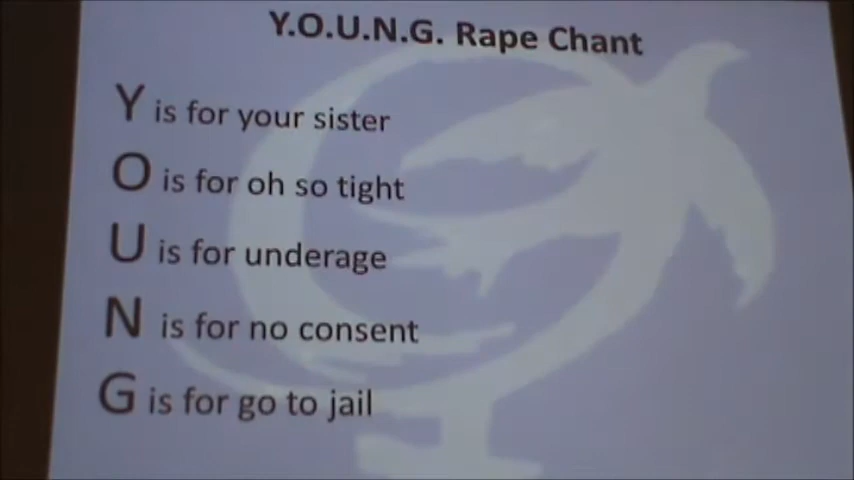 Y.O.U.N.G. Rape Chant
Y is for your sister
O is for oh so tight
U is for underage
N is for no consent
G is for go to jail